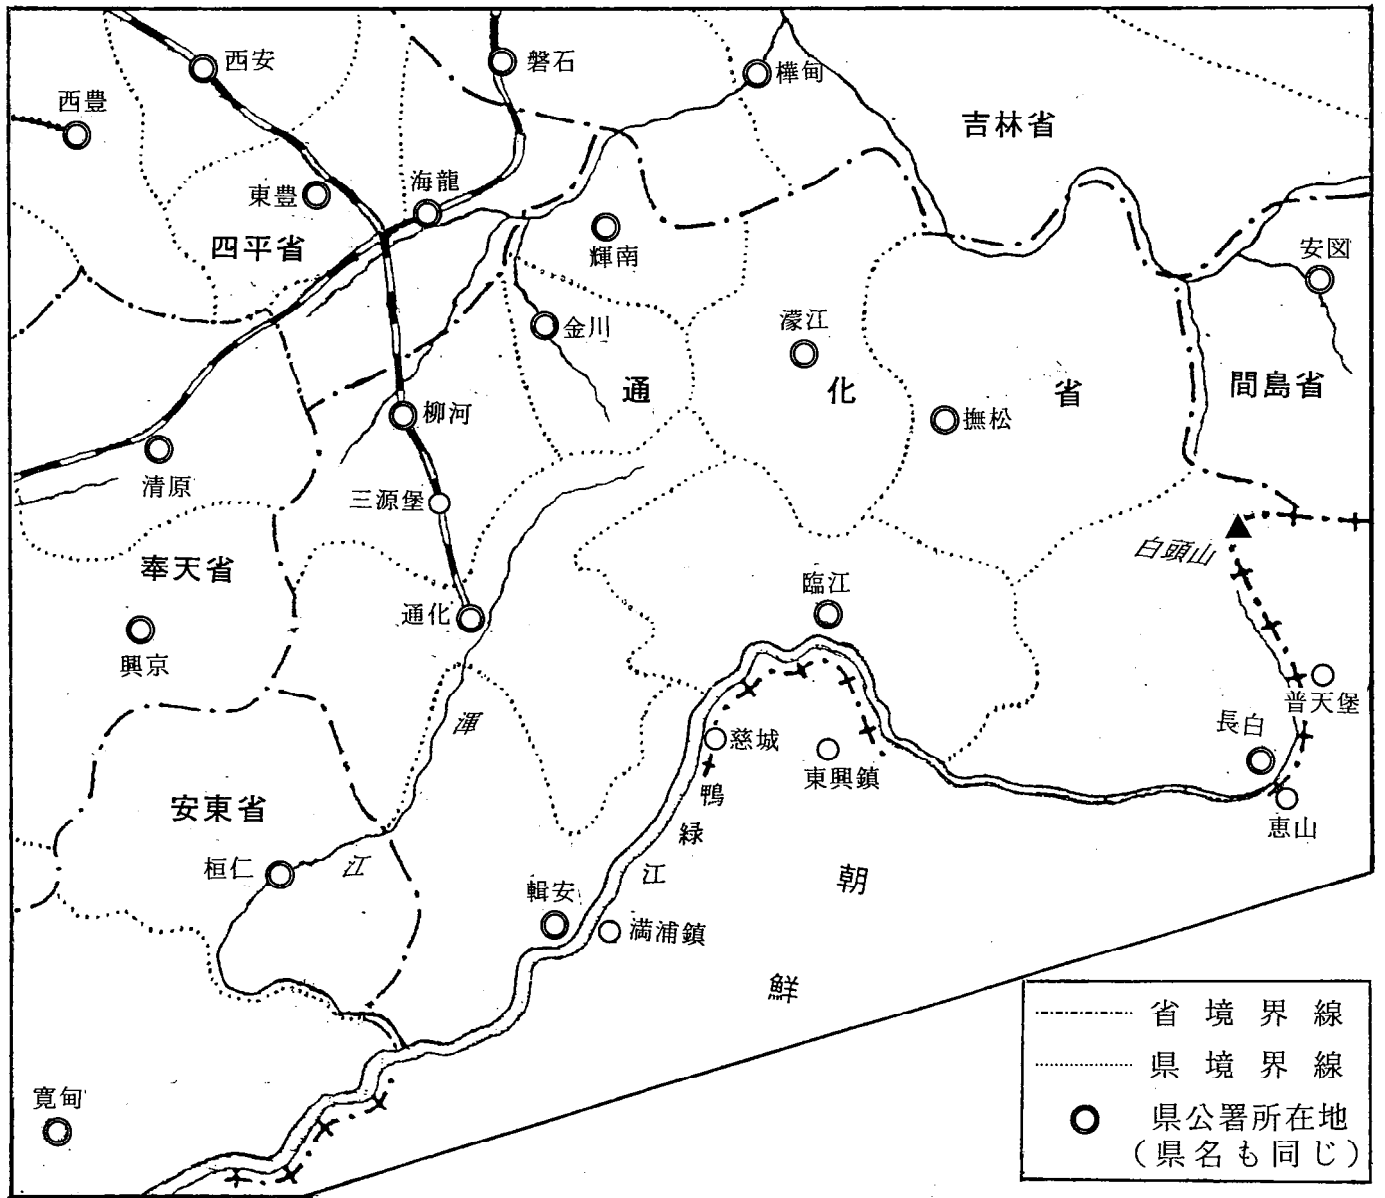 西安
磐石
樺甸
西豊
吉林省
東豊
海龍
四平省
輝南
安図
金川
濛江
通化省
間島省
柳河
撫松
清原
三源堡
白頭山
奉天省
通化
臨江
興京
渾江
普天堡
長白
慈城
東興鎮
恵山
安東省
桓仁
鴨緑江
輯安
満浦鎮
朝鮮
寛甸
省境界線
県境界線
県公署所在地
(県名も同じ)